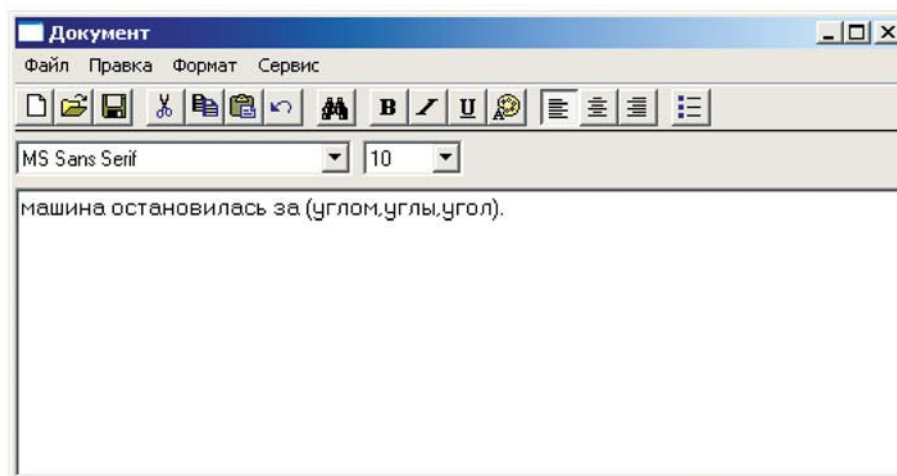 Документ
Файл Правка Формат Сервис
B I U
MS Sans Serif 10
машина остановилась за (углом,углы,угол).